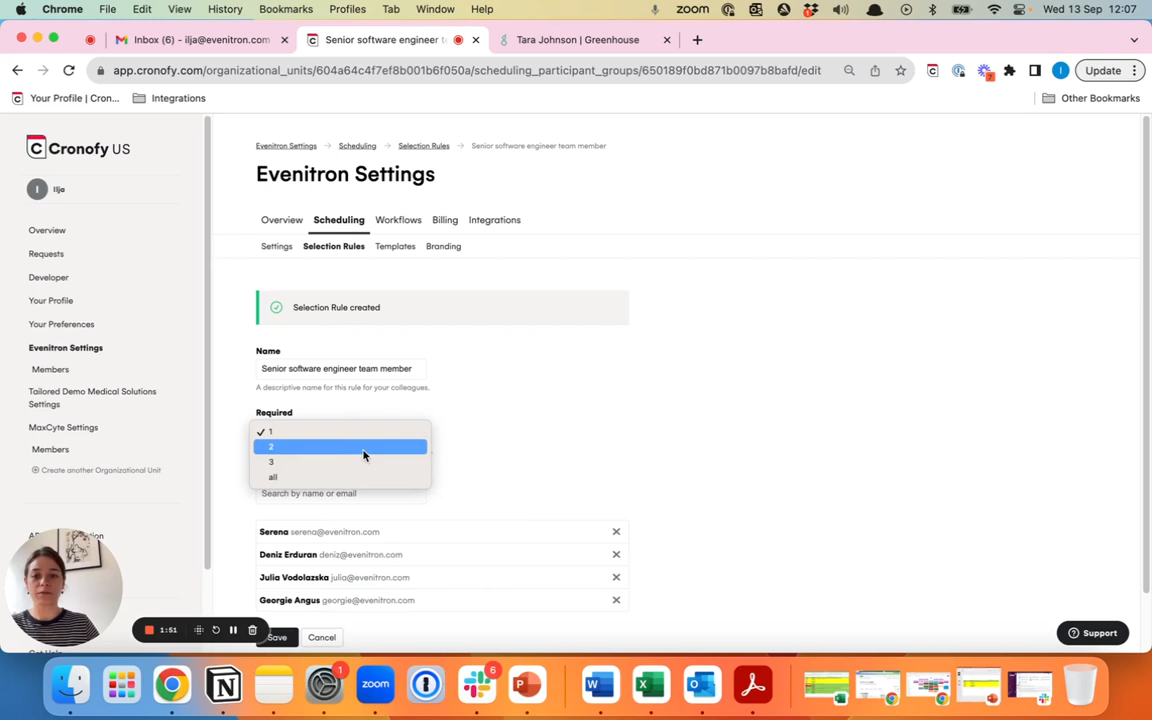 Chrome File Edit View History Bookmarks Profiles Tab Window Help zoom Wed 13 Sep 12:07
Inbox (6) - ilja@evenitron.com Senior software engineer t Tara Johnson | Greenhouse
app.cronofy.com/organizational_units/604a64c4f7ef8b001b6f050a/scheduling_participant_groups/650189f0bd871b0097b8bafd/edit 7 I Update
Your Profile | Cron... Integrations Other Bookmarks
Cronofy US
I Ilja
Overview
Requests
Developer
Your Profile
Your Preferences
Evenitron Settings
Members
Tailored Demo Medical Solutions
Settings
MaxCyte Settings
Members
Create another Organizational Unit
Evenitron Settings Scheduling Selection Rules Senior software engineer team member
Evenitron Settings
Overview Scheduling Workflows Billing Integrations
Settings Selection Rules Templates Branding
Selection Rule created
Name
Senior software engineer team member
A descriptive name for this rule for your colleagues.
Required
✓ 1
2
3
all
Search by name or email
Serena serena@evenitron.com
Deniz Erduran deniz@evenitron.com
Julia Vodolazska julia@evenitron.com
Georgie Angus georgie@evenitron.com
Save Cancel
1:51
Support
1 zoom 6